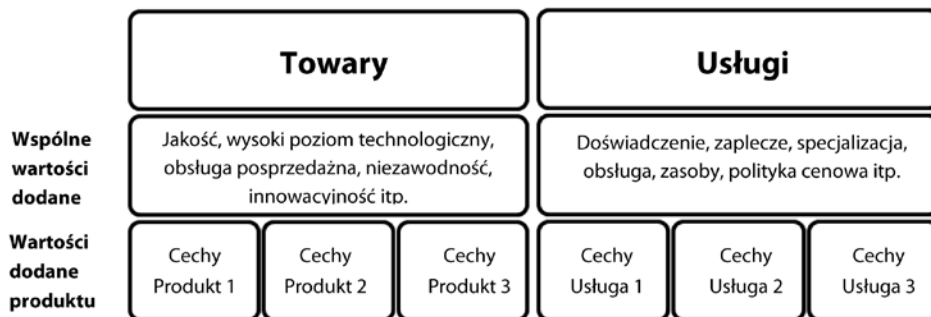 Towary
Usługi
Wspólne
wartości
dodane
Jakość, wysoki poziom technologiczny,
obsługa posprzedażna, niezawodność,
innowacyjność itp.
Doświadczenie, zaplecze, specjalizacja,
obsługa, zasoby, polityka cenowa itp.
Wartości
dodane
produktu
Cechy
Produkt 1
Cechy
Produkt 2
Cechy
Produkt 3
Cechy
Usługa 1
Cechy
Usługa 2
Cechy
Usługa 3